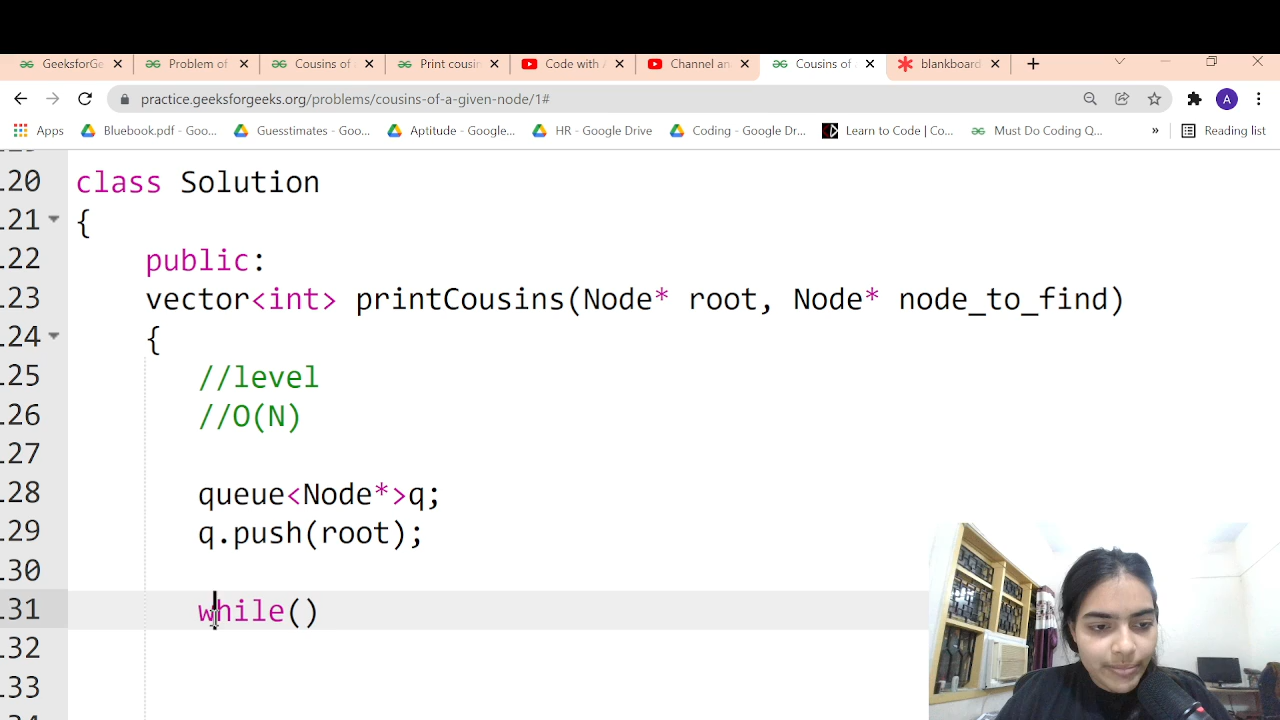 GeeksforGe
Problem of
Cousins of
Print cousin
Code with
Channel an
Cousins of
blankboard
practice.geeksforgeeks.org/problems/cousins-of-a-given-node/1#
A
Apps
Bluebook.pdf - Goo...
Guesstimates - Goo...
Aptitude - Google...
HR - Google Drive
Coding - Google Dr...
Learn to Code | Co...
Must Do Coding Q...
»
Reading list
20 class Solution
21 {
22 public:
23 vector<int> printCousins(Node* root, Node* node_to_find)
24 {
25 //level
26 //O(N)
27
28 queue<Node*>q;
29 q.push(root);
30
31 while()
32
33